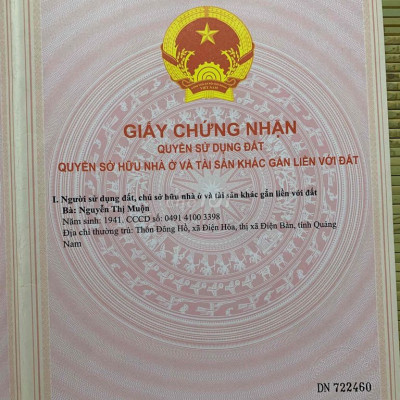 GIẤY CHỨNG NHẬN
QUYỀN SỬ DỤNG ĐẤT
QUYỀN SỞ HỮU NHÀ Ở VÀ TÀI SẢN KHÁC GẮN LIỀN VỚI ĐẤT
I. Người sử dụng đất, chủ sở hữu nhà ở và tài sản khác gắn liền với đất
Bà: Nguyễn Thị Muộn
Năm sinh: 1941. CCCD số: 0491 4100 3398
Địa chỉ thường trú: Thôn Đông Hồ, xã Điện Hòa, thị xã Điện Bàn, tỉnh Quảng
Nam
DN 722460